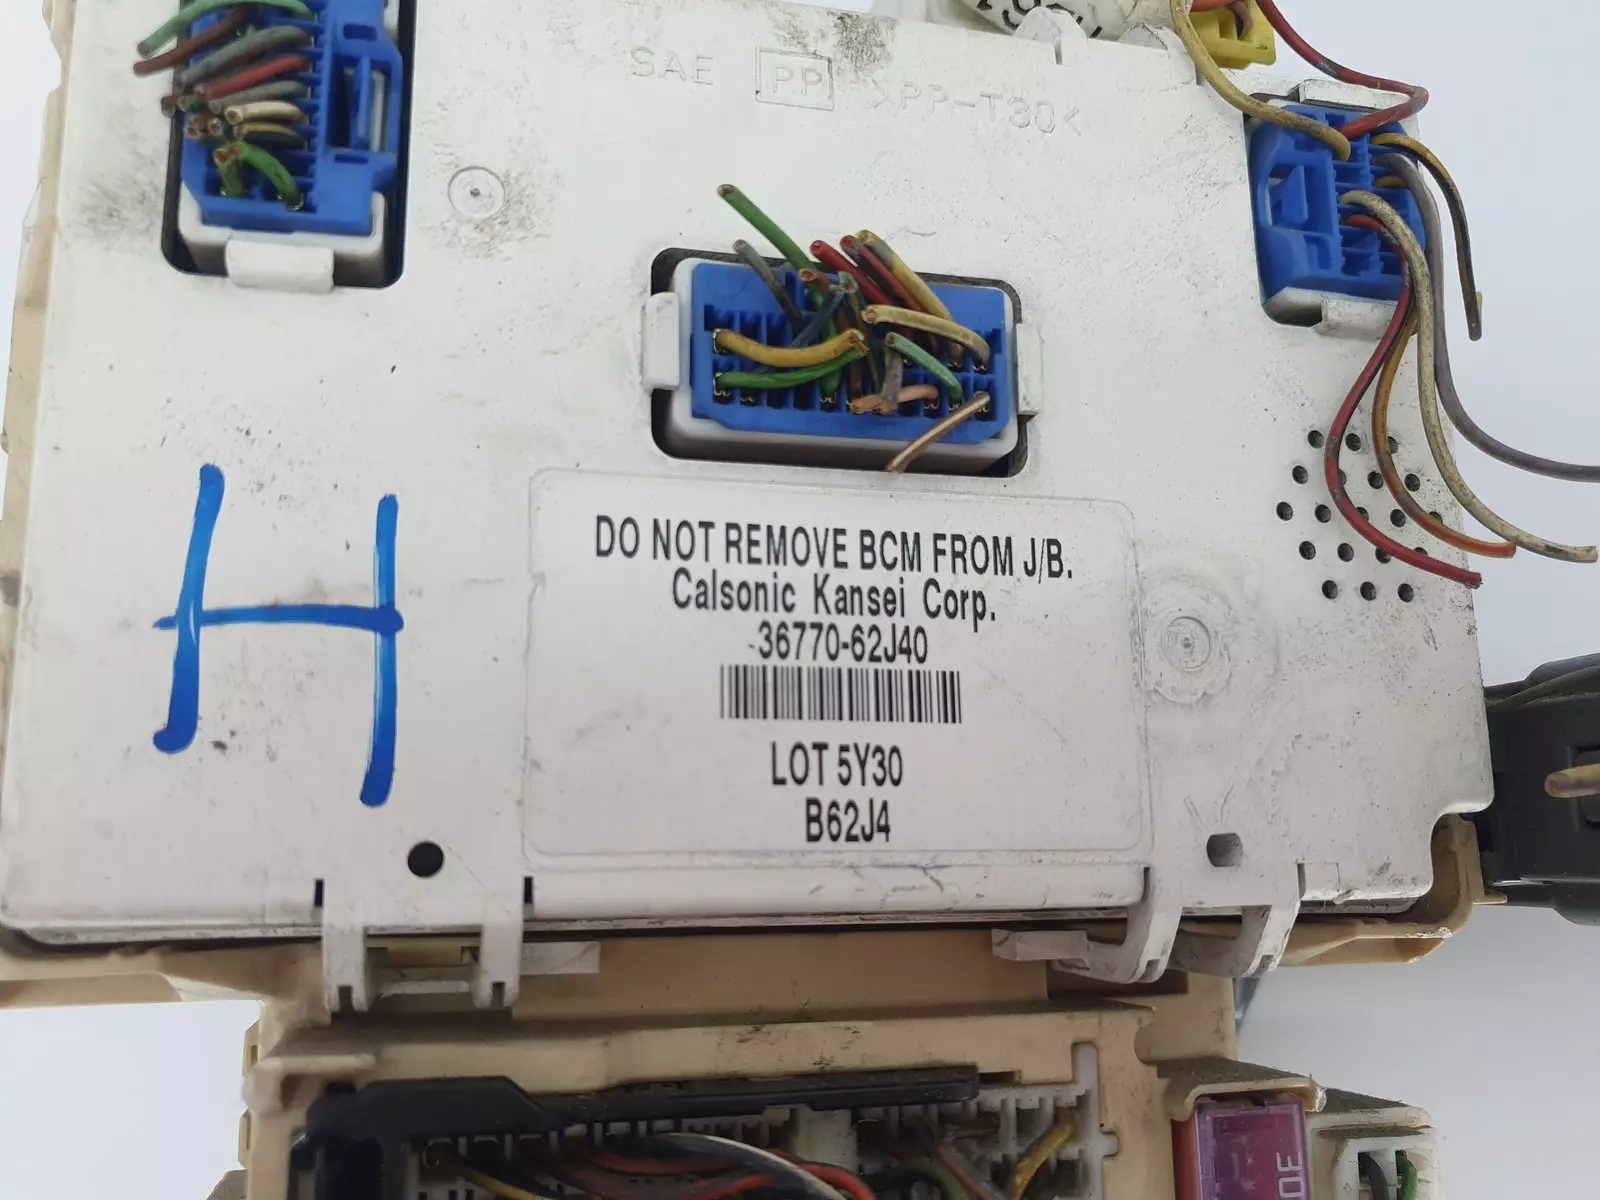 SAE PP >PP-T30<
DO NOT REMOVE BCM FROM J/B.
Calsonic Kansei Corp.
36770-62J40
LOT 5Y30
B62J4
H
30